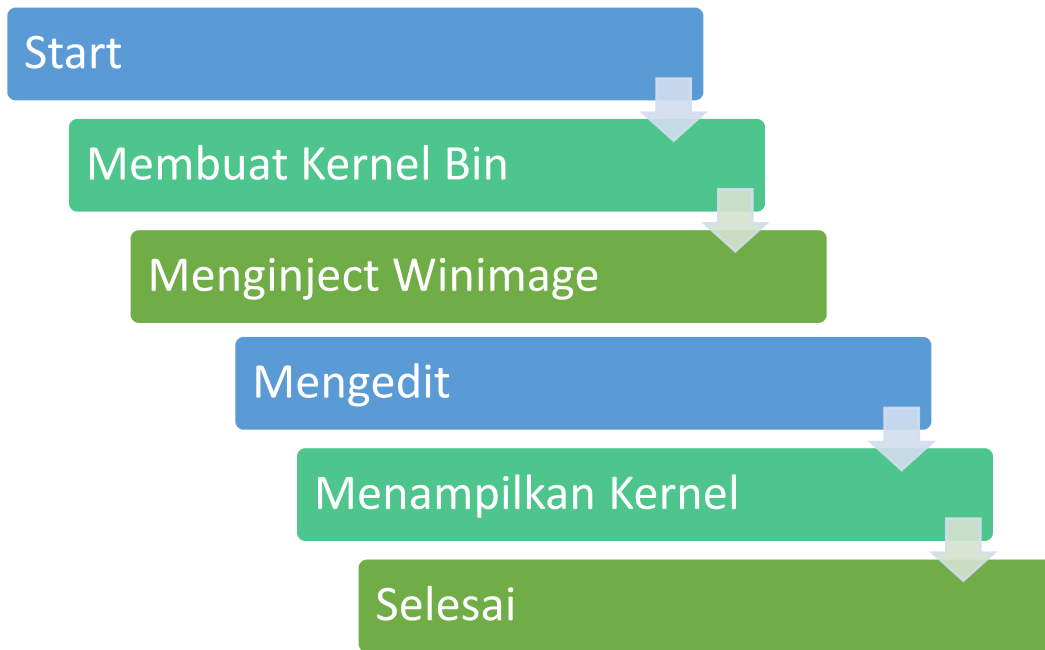 Start
Membuat Kernel Bin
Menginject Winimage
Mengedit
Menampilkan Kernel
Selesai